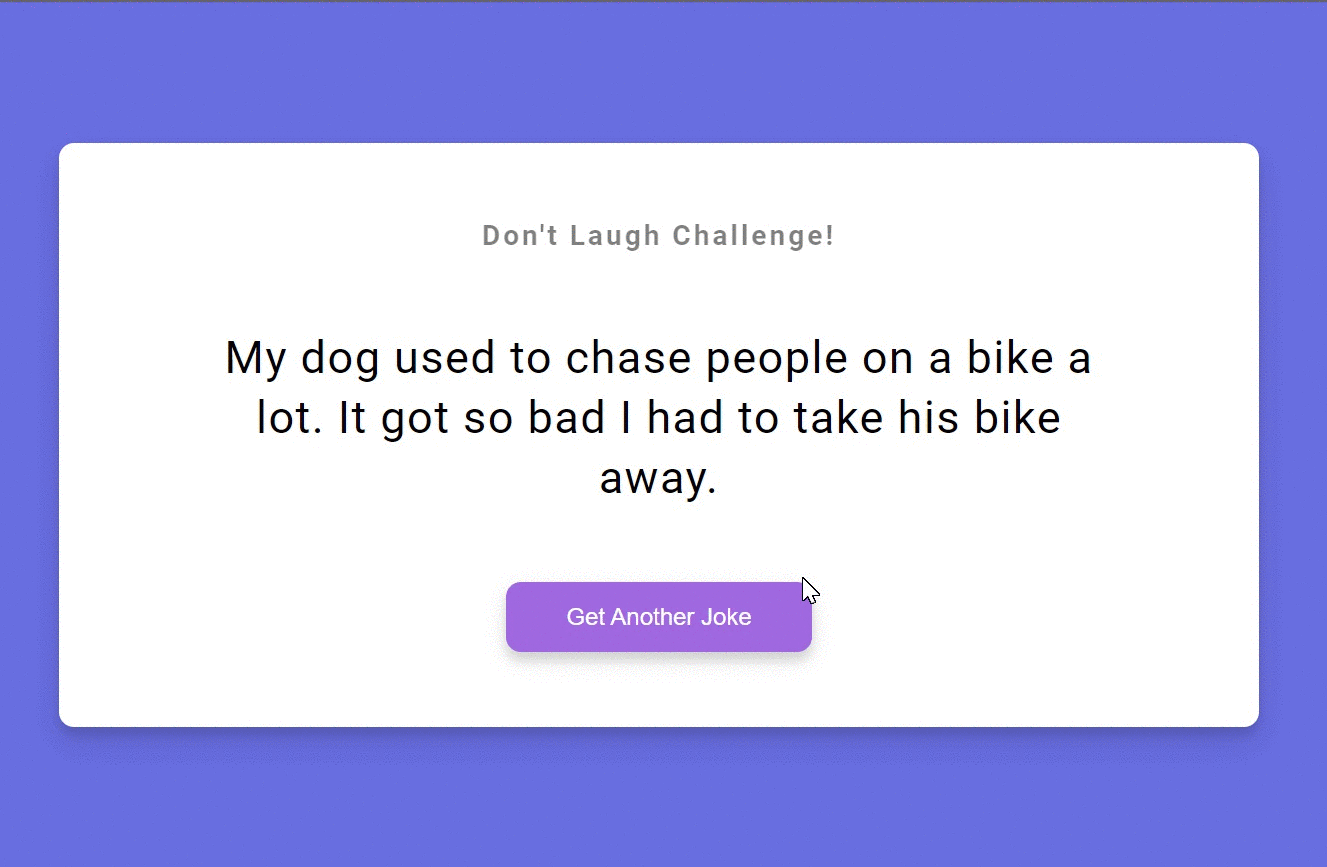 Don't Laugh Challenge!
My dog used to chase people on a bike a
lot. It got so bad I had to take his bike
away.
Get Another Joke